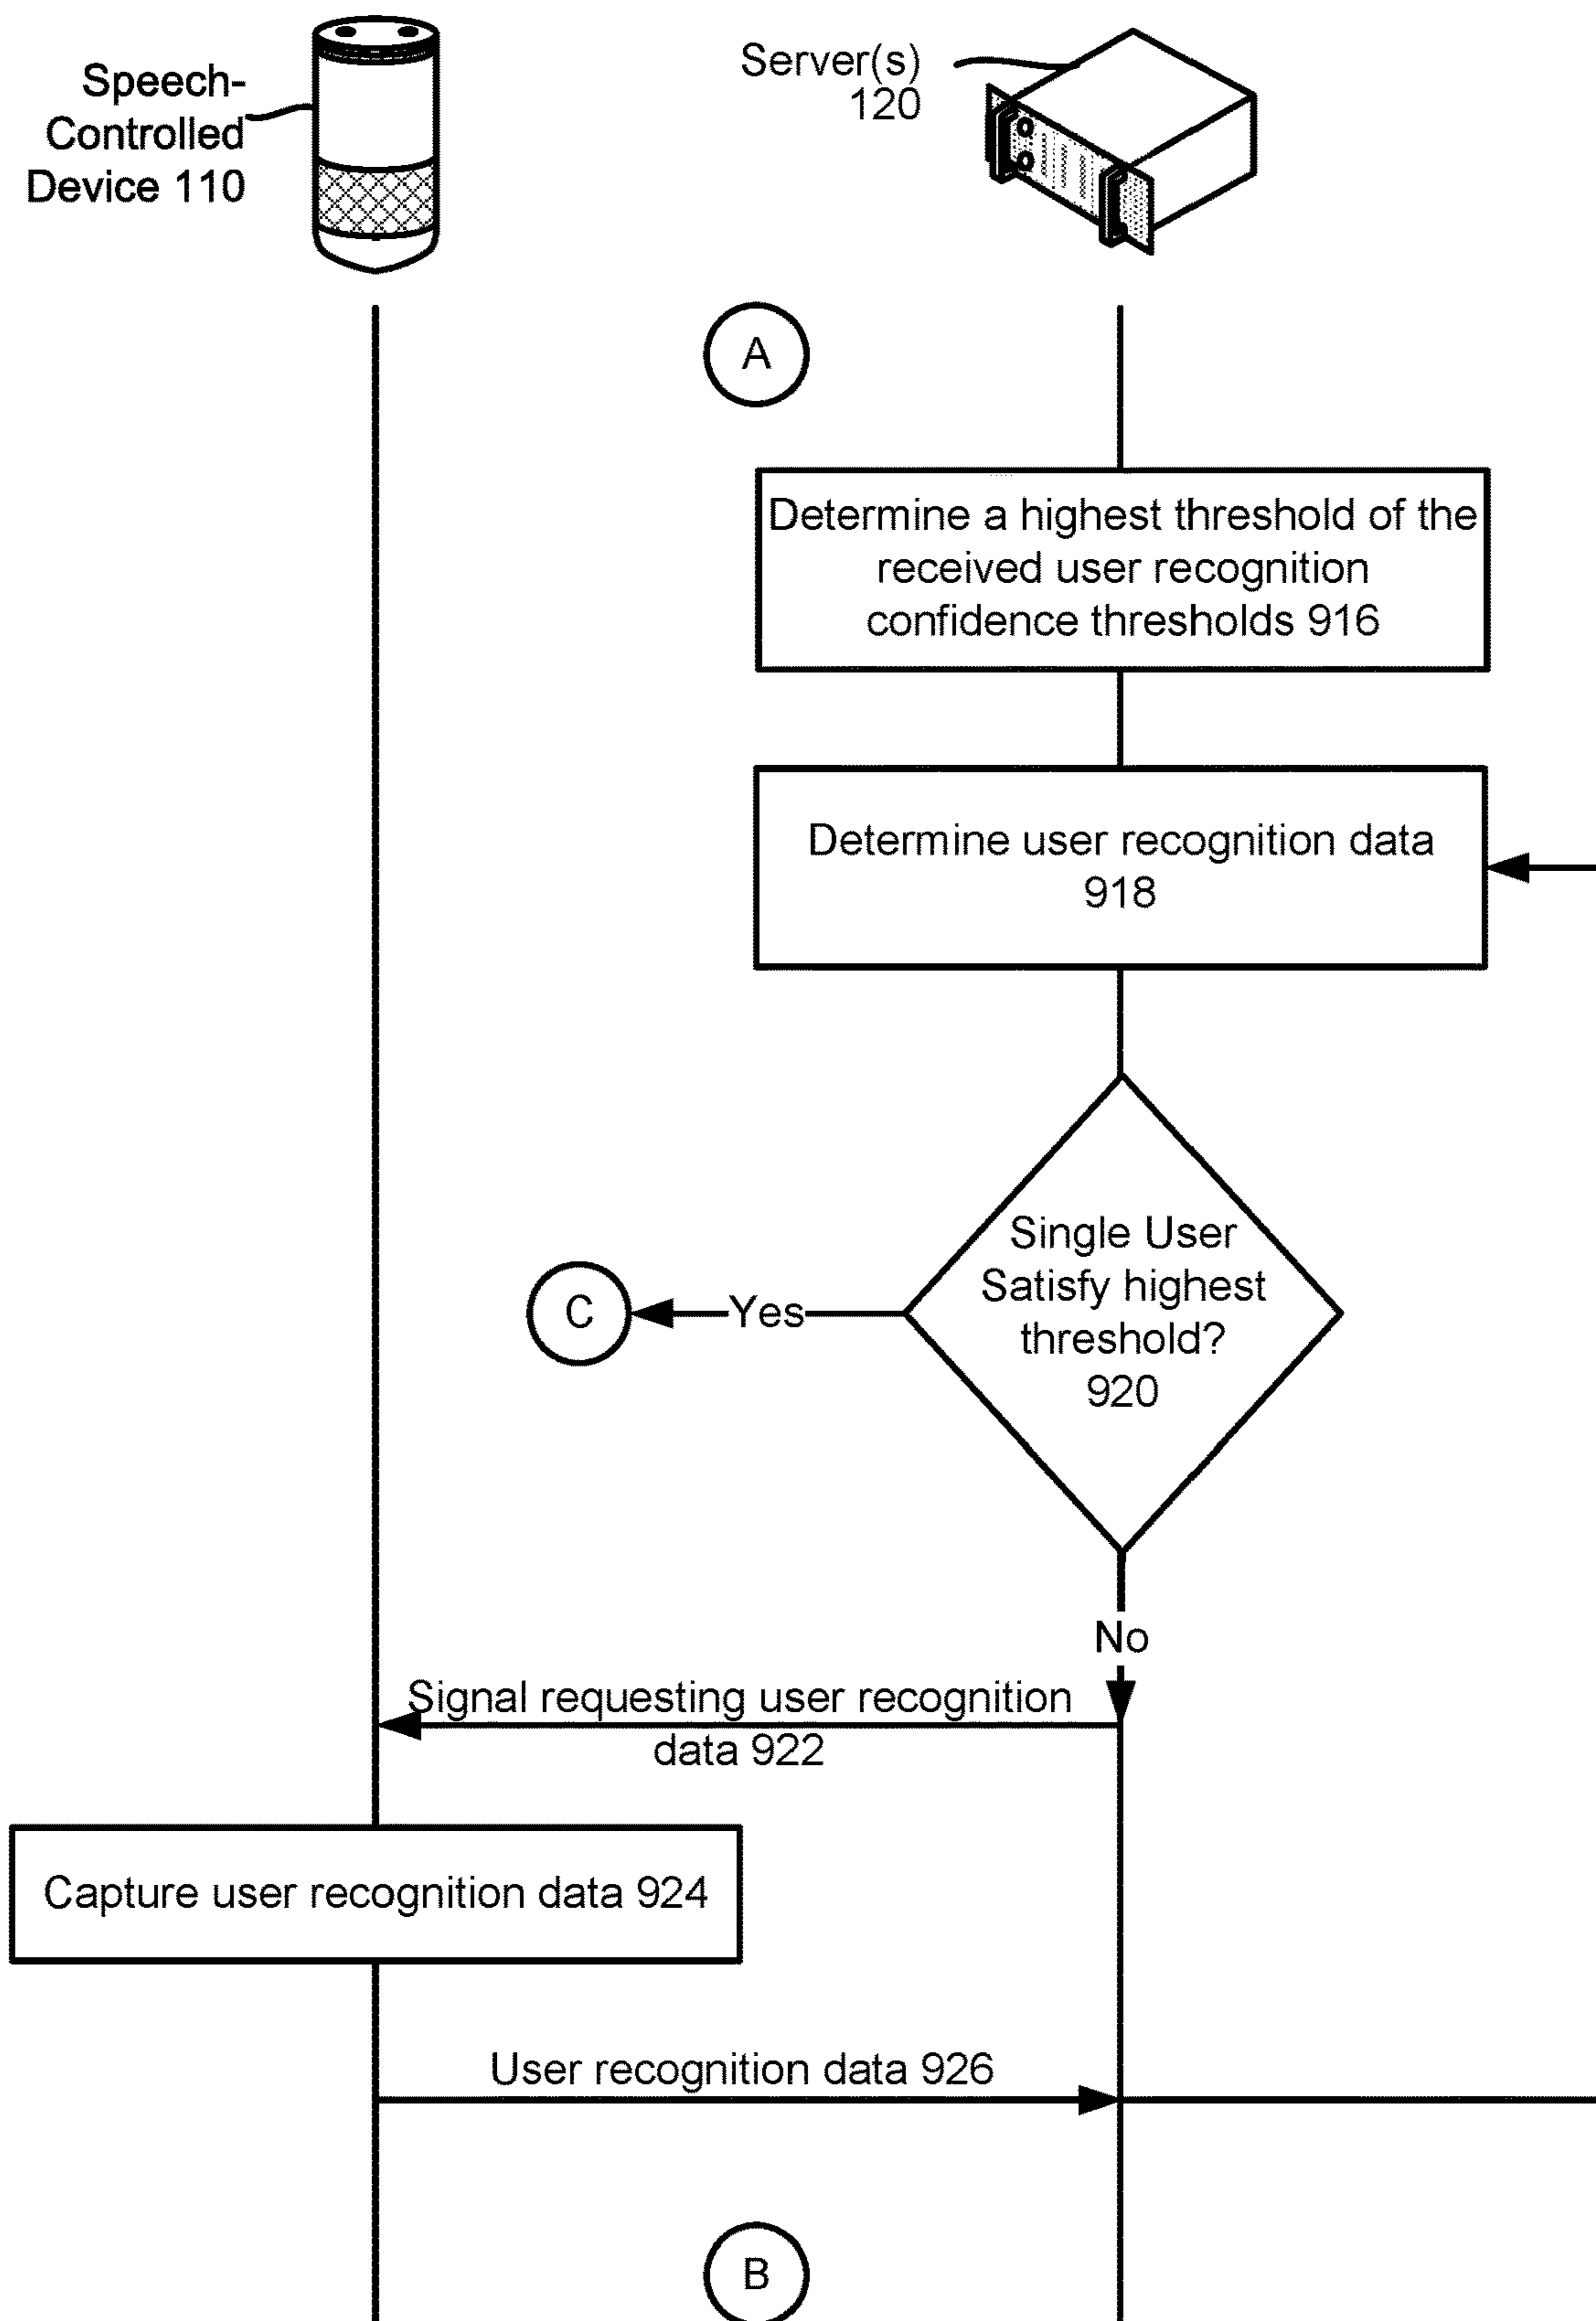 Speech-
Controlled
Device 110
Server(s)
120
A
Determine a highest threshold of the
received user recognition
confidence thresholds 916
Determine user recognition data
918
Single User
Satisfy highest
threshold?
920
Yes
C
No
Signal requesting user recognition
data 922
Capture user recognition data 924
User recognition data 926
B